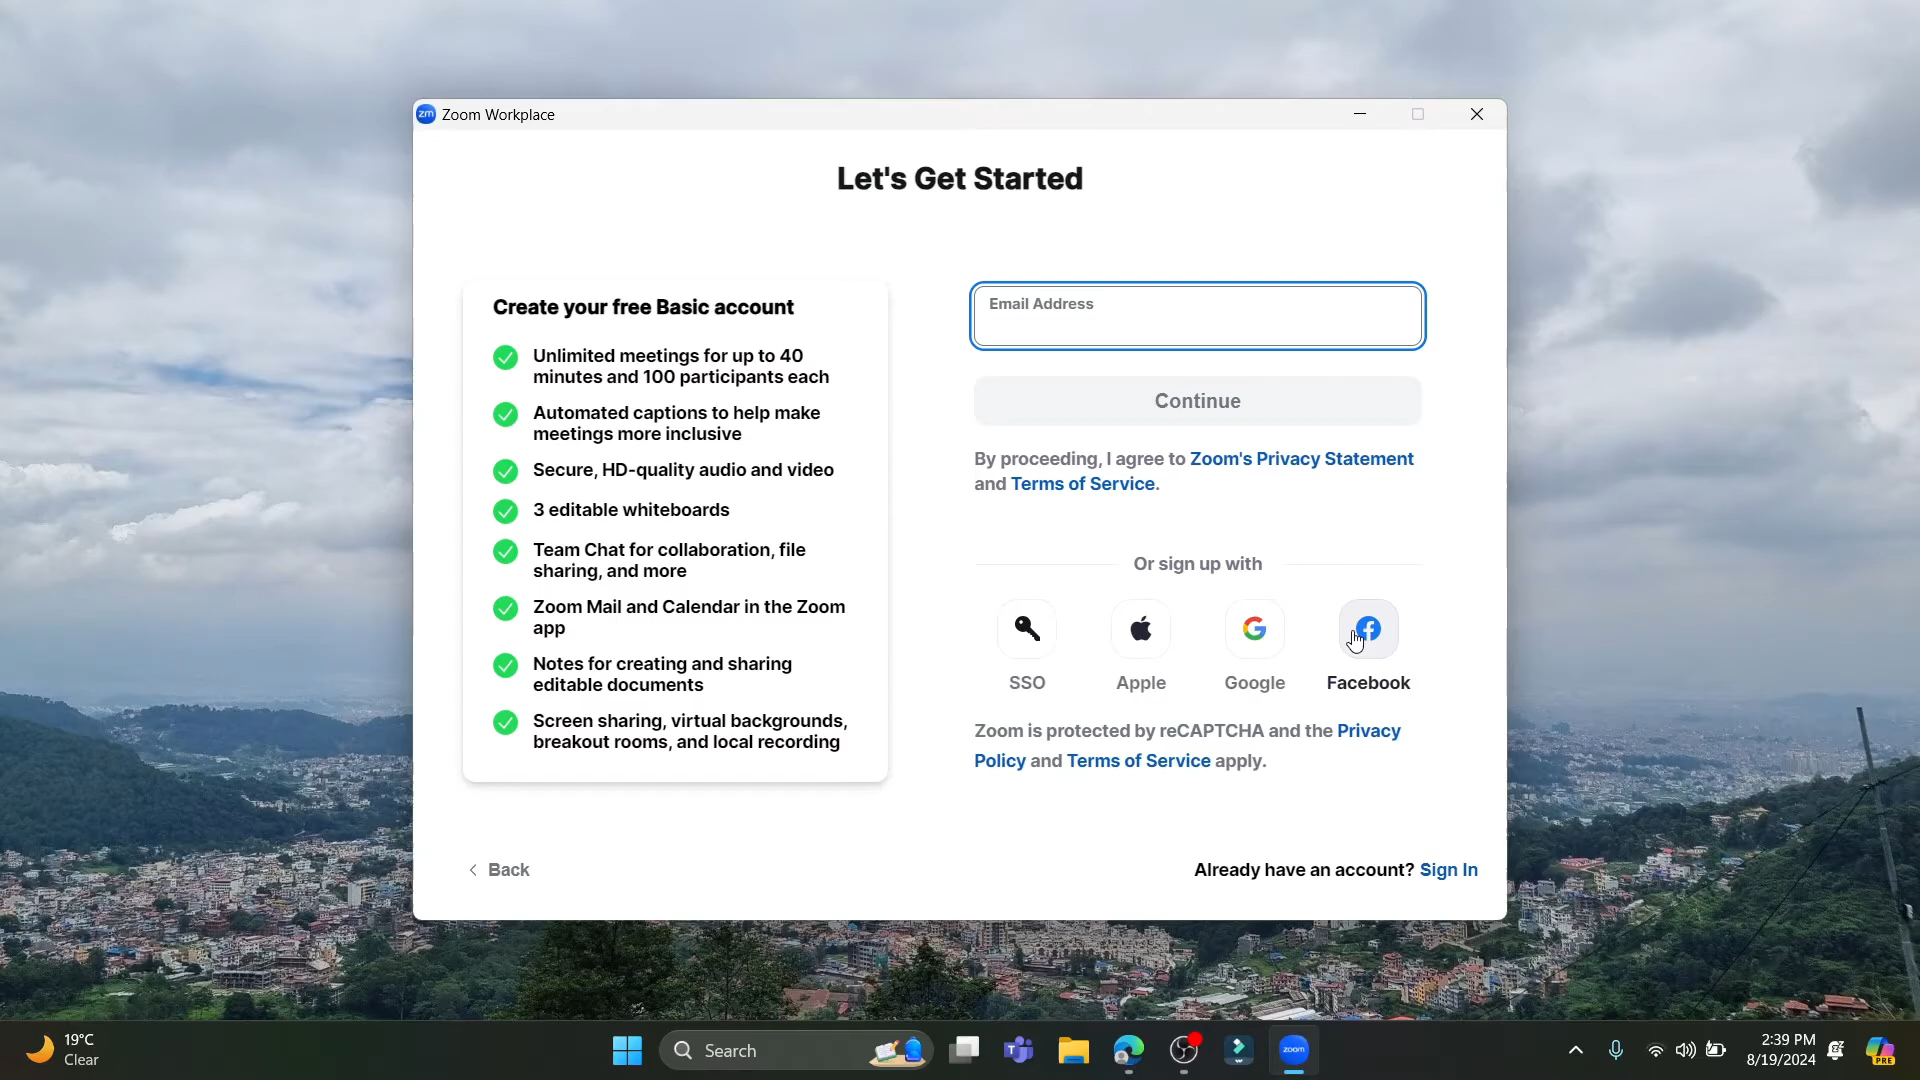 zm Zoom Workplace
Let's Get Started
Create your free Basic account
Unlimited meetings for up to 40
minutes and 100 participants each
Automated captions to help make
meetings more inclusive
Secure, HD-quality audio and video
3 editable whiteboards
Team Chat for collaboration, file
sharing, and more
Zoom Mail and Calendar in the Zoom
app
Notes for creating and sharing
editable documents
Screen sharing, virtual backgrounds,
breakout rooms, and local recording
Email Address
Continue
By proceeding, I agree to Zoom's Privacy Statement
and Terms of Service.
Or sign up with
SSO Apple Google Facebook
Zoom is protected by reCAPTCHA and the Privacy
Policy and Terms of Service apply.
Back
Already have an account? Sign In
19°C
Clear
Search
zoom
2:39 PM
8/19/2024
PRE